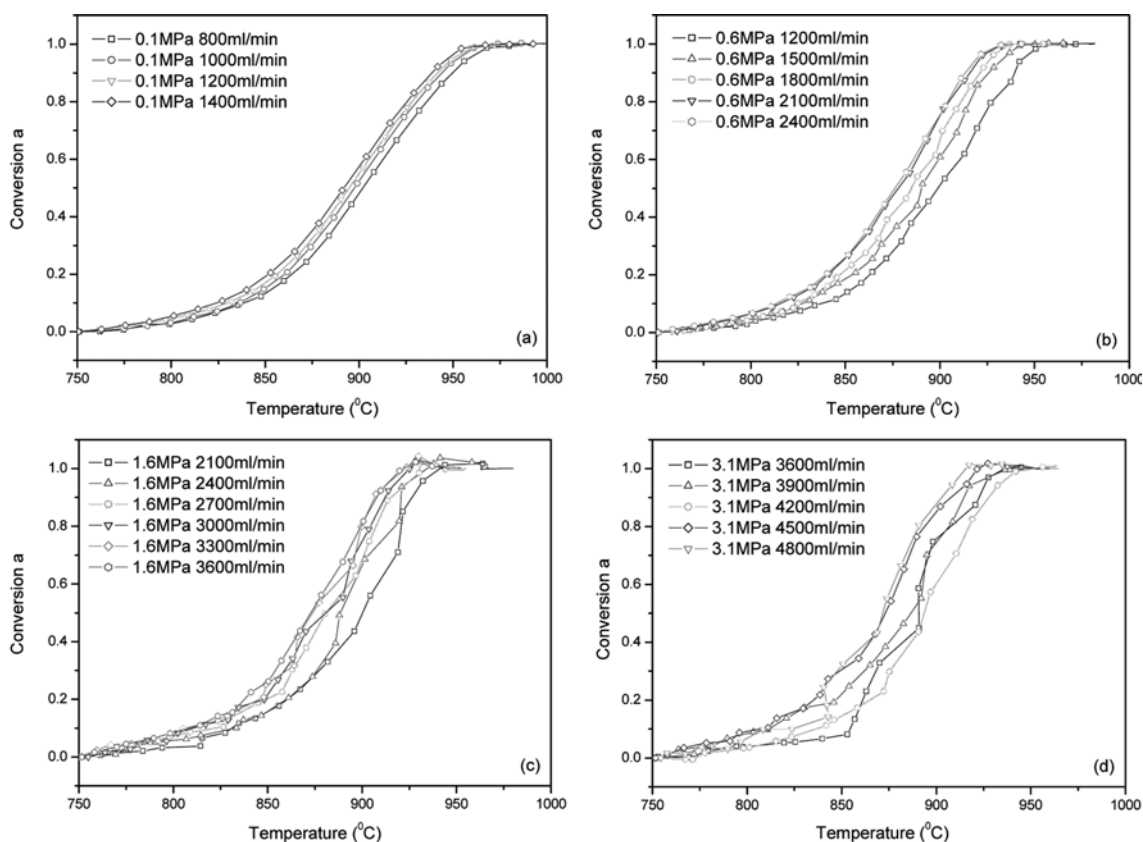 0.1MPa 800ml/min
0.1MPa 1000ml/min
0.1MPa 1200ml/min
0.1MPa 1400ml/min
Conversion a
1.0
0.8
0.6
0.4
0.2
0.0
(a)
750 800 850 900 950 1000
Temperature (⁰C)
0.6MPa 1200ml/min
0.6MPa 1500ml/min
0.6MPa 1800ml/min
0.6MPa 2100ml/min
0.6MPa 2400ml/min
Conversion a
1.0
0.8
0.6
0.4
0.2
0.0
(b)
750 800 850 900 950 1000
Temperature (⁰C)
1.6MPa 2100ml/min
1.6MPa 2400ml/min
1.6MPa 2700ml/min
1.6MPa 3000ml/min
1.6MPa 3300ml/min
1.6MPa 3600ml/min
Conversion a
1.0
0.8
0.6
0.4
0.2
0.0
(c)
750 800 850 900 950 1000
Temperature (⁰C)
3.1MPa 3600ml/min
3.1MPa 3900ml/min
3.1MPa 4200ml/min
3.1MPa 4500ml/min
3.1MPa 4800ml/min
Conversion a
1.0
0.8
0.6
0.4
0.2
0.0
(d)
750 800 850 900 950 1000
Temperature (⁰C)